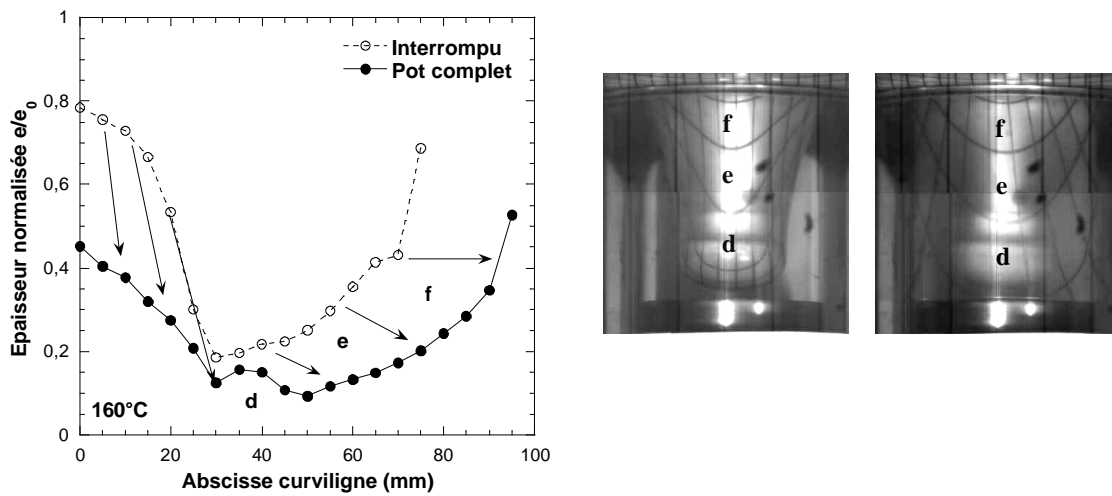 1
0,8
0,6
0,4
0,2
0
0 20 40 60 80 100
Epaisseur normalisée e/e0
Abscisse curviligne (mm)
Interrompu
Pot complet
f
e
d
160°C
f
e
d
f
e
d